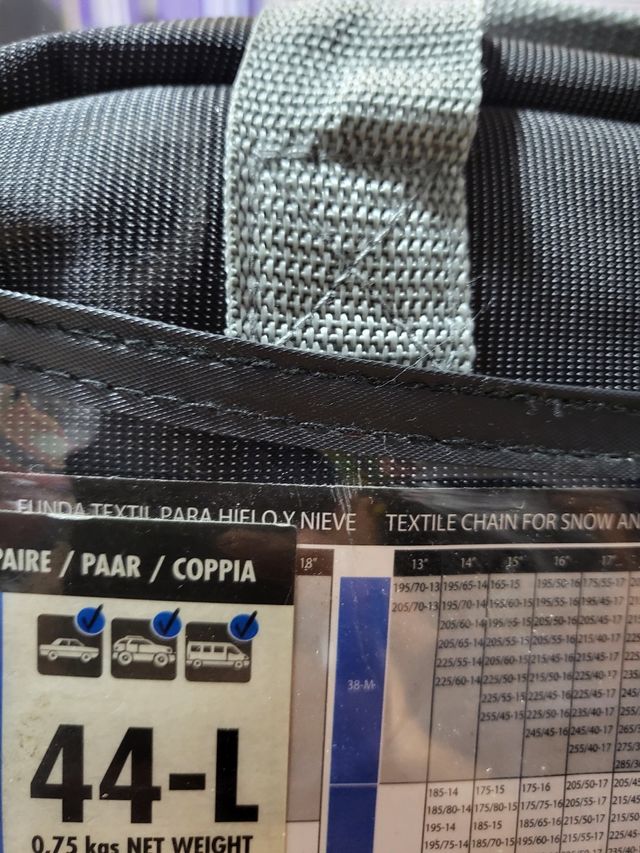 FUNDA TEXTIL PARA HIELO Y NIEVE TEXTILE CHAIN FOR SNOW AN
PAIRE / PAAR / COPPIA
44-L
0,75 kgs NET WEIGHT
18"
13" 14" 15" 16" 17"
38-M
195/70-13 195/65-14 165-15 195/50-16 175/55-17
205/70-13 195/70-14 195/60-15 195/55-16 195/45-17
205/60-14 195/65-15 205/50-16 205/45-17
205/65-14 205/55-15 205/55-16 215/40-17
225/55-14 205/60-15 215/45-16 215/45-17
225/60-14 225/50-15 215/50-16 225/40-17
225/55-15 225/45-16 225/45-17
255/45-15 225/50-16 235/40-17
245/45-16 245/40-17
255/40-17
185-14 175-15 175-16 205/50-17
185/80-14 175/80-15 175/75-16 205/55-17
195-14 185-15 185/65-16 215/50-17
195/75-14 185/70-15 195/60-16